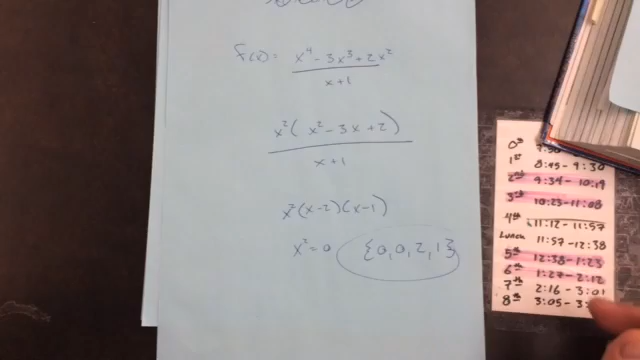 F(x) = x⁴ - 3x³ + 2x²
x+1
x²( x² - 3x + 2)
x+1
x²(x-2)(x-1)
x² = 0 {0, 0, 2, 1}
0th
1st 8:45 - 9:30
2nd 9:34 - 10:19
3rd 10:23 - 11:08
4th 11:12 - 11:57
Lunch 11:57 - 12:38
5th 12:38 - 1:23
6th 1:27 - 2:12
7th 2:16 - 3:01
8th 3:05 -